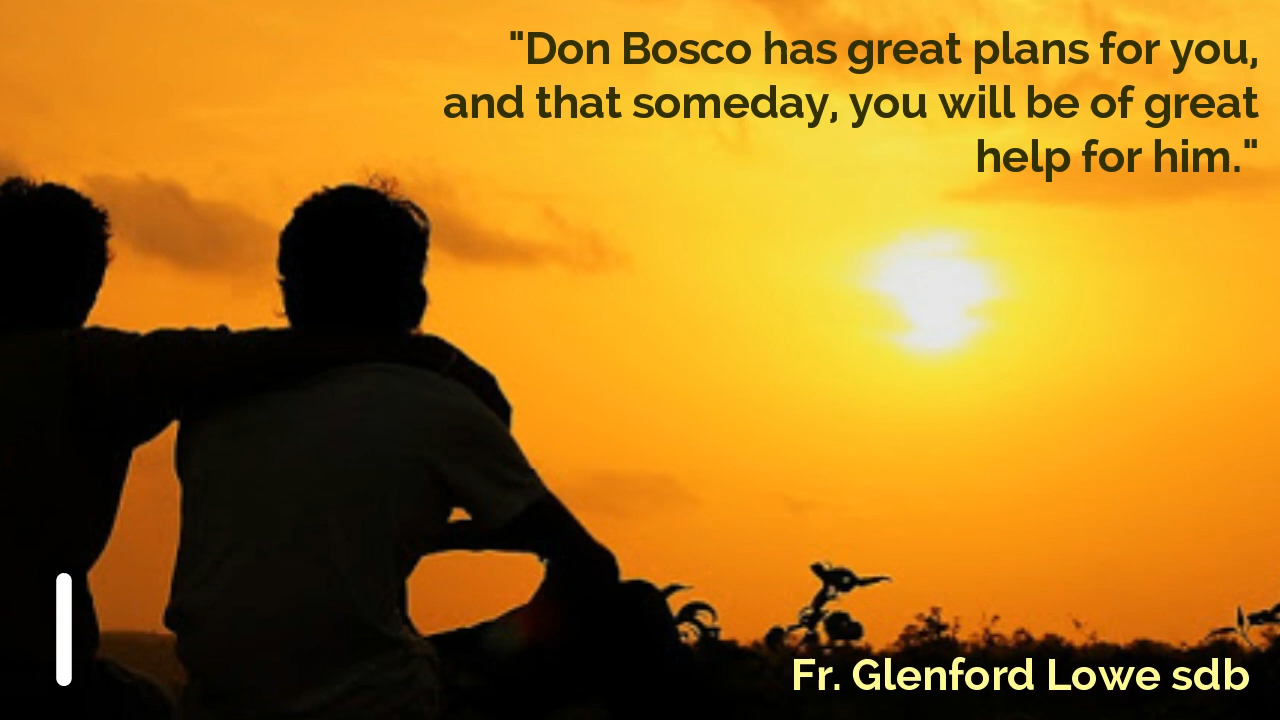 "Don Bosco has great plans for you,
and that someday, you will be of great
help for him."
Fr. Glenford Lowe sdb